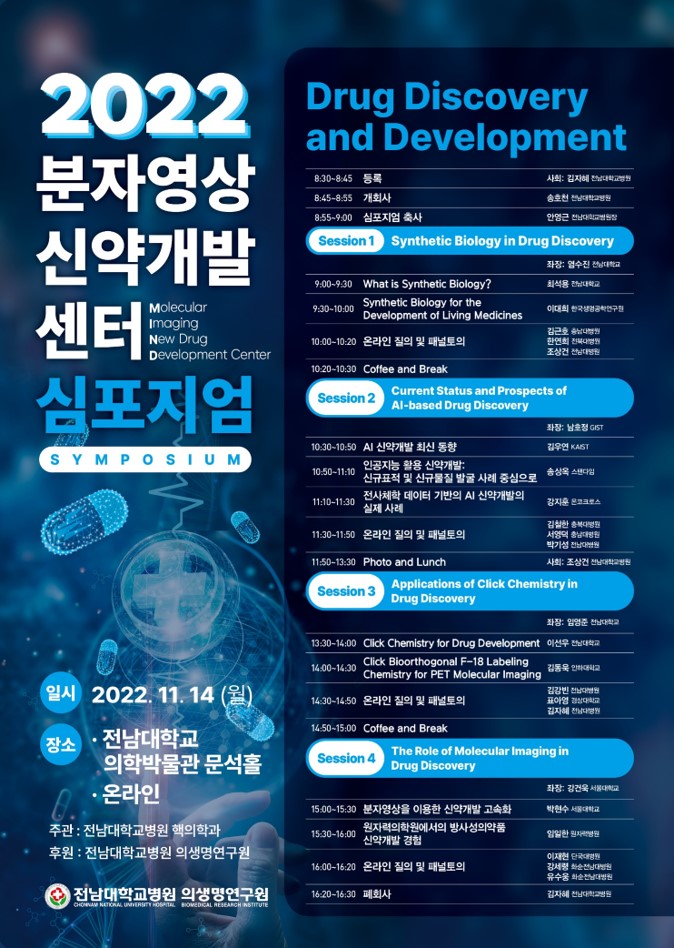 2022
분자영상
신약개발
센터
Molecular
Imaging
New Drug
Development Center
심포지엄
SYMPOSIUM
일시 2022. 11. 14 (월)
장소 · 전남대학교
의학박물관 문석홀
· 온라인
주관 : 전남대학교병원 핵의학과
후원 : 전남대학교병원 의생명연구원
전남대학교병원 의생명연구원
CHONNAM NATIONAL UNIVERSITY HOSPITAL BIOMEDICAL RESEARCH INSTITUTE
Drug Discovery
and Development
8:30~8:45 등록 사회: 김자혜 전남대학교병원
8:45~8:55 개회사 송호천 전남대학교병원
8:55~9:00 심포지엄 축사 안영근 전남대학교병원장
Session 1 Synthetic Biology in Drug Discovery
좌장: 염수진 전남대학교
9:00~9:30 What is Synthetic Biology? 최석용 전남대학교
9:30~10:00 Synthetic Biology for the
Development of Living Medicines 이대희 한국생명공학연구원
10:00~10:20 온라인 질의 및 패널토의 김근호 충남대병원
한연희 전북대병원
조상건 전남대병원
10:20~10:30 Coffee and Break
Session 2 Current Status and Prospects of
AI-based Drug Discovery
좌장: 남호정 GIST
10:30~10:50 AI 신약개발 최신 동향 김우연 KAIST
10:50~11:10 인공지능 활용 신약개발:
신규표적 및 신규물질 발굴 사례 중심으로 송상옥 스탠다임
11:10~11:30 전사체학 데이터 기반의 AI 신약개발의
실제 사례 강지훈 온코크로스
11:30~11:50 온라인 질의 및 패널토의 김철한 충북대병원
서영덕 충남대병원
박기성 전남대병원
11:50~13:30 Photo and Lunch 사회: 조상건 전남대학교병원
Session 3 Applications of Click Chemistry in
Drug Discovery
좌장: 임영준 전남대학교
13:30~14:00 Click Chemistry for Drug Development 이선우 전남대학교
14:00~14:30 Click Bioorthogonal F-18 Labeling
Chemistry for PET Molecular Imaging 김동욱 인하대학교
14:30~14:50 온라인 질의 및 패널토의 김강빈 전남대병원
표아영 경상대학교
김자혜 전남대병원
14:50~15:00 Coffee and Break
Session 4 The Role of Molecular Imaging in
Drug Discovery
좌장: 강건욱 서울대학교
15:00~15:30 분자영상을 이용한 신약개발 고속화 박현수 서울대학교
15:30~16:00 원자력의학원에서의 방사성의약품
신약개발 경험 임일한 원자력병원
16:00~16:20 온라인 질의 및 패널토의 이재현 단국대병원
강세령 화순전남대병원
유수웅 화순전남대병원
16:20~16:30 폐회사 김자혜 전남대학교병원